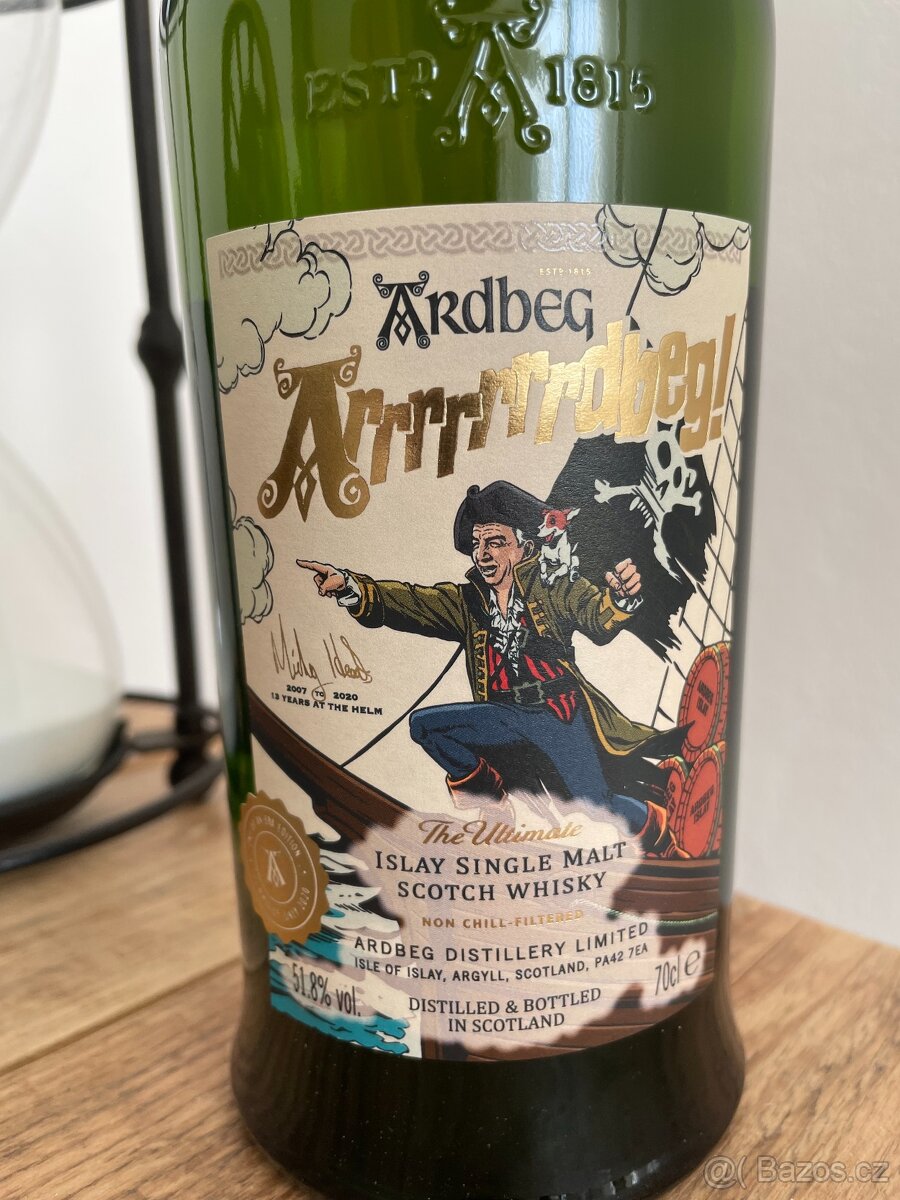 ESTD 1815
ESTD 1815
ARDBEG
Arrrrrrrdbeg!
2007 TO 2020
13 YEARS AT THE HELM
The Ultimate
ISLAY SINGLE MALT
SCOTCH WHISKY
NON CHILL-FILTERED
ARDBEG DISTILLERY LIMITED
ISLE OF ISLAY, ARGYLL, SCOTLAND, PA42 7EA
51.8% vol.
70cl e
DISTILLED & BOTTLED
IN SCOTLAND
@( Bazos.cz